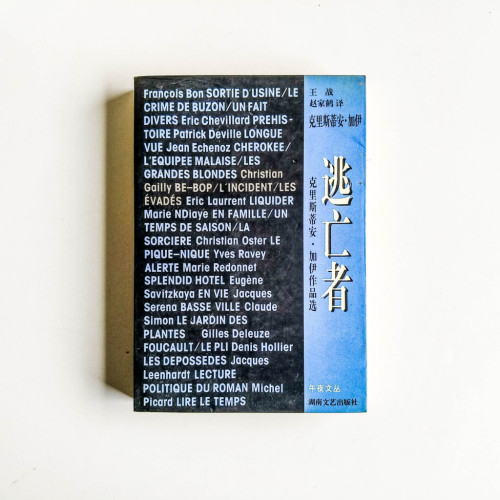 François Bon SORTIE D'USINE/LE
CRIME DE BUZON/UN FAIT
DIVERS Eric Chevillard PREHIS-
TOIRE Patrick Deville LONGUE
VUE Jean Echenoz CHEROKEE/
L'EQUIPEE MALAISE/LES
GRANDES BLONDES Christian
Gailly BE-BOP/L'INCIDENT/LES
ÉVADÉS Eric Laurrent LIQUIDER
Marie NDiaye EN FAMILLE/UN
TEMPS DE SAISON/LA
SORCIERE Christian Oster LE
PIQUE-NIQUE Yves Ravey
ALERTE Marie Redonnet
SPLENDID HOTEL Eugène
Savitzkaya EN VIE Jacques
Serena BASSE VILLE Claude
Simon LE JARDIN DES
PLANTES Gilles Deleuze
FOUCAULT/LE PLI Denis Hollier
LES DEPOSSEDES Jacques
Leenhardt LECTURE
POLITIQUE DU ROMAN Michel
Picard LIRE LE TEMPS
王 战
赵家鹤 译
克里斯蒂安·加伊
逃亡者
克里斯蒂安·加伊作品选
午夜文丛
湖南文艺出版社